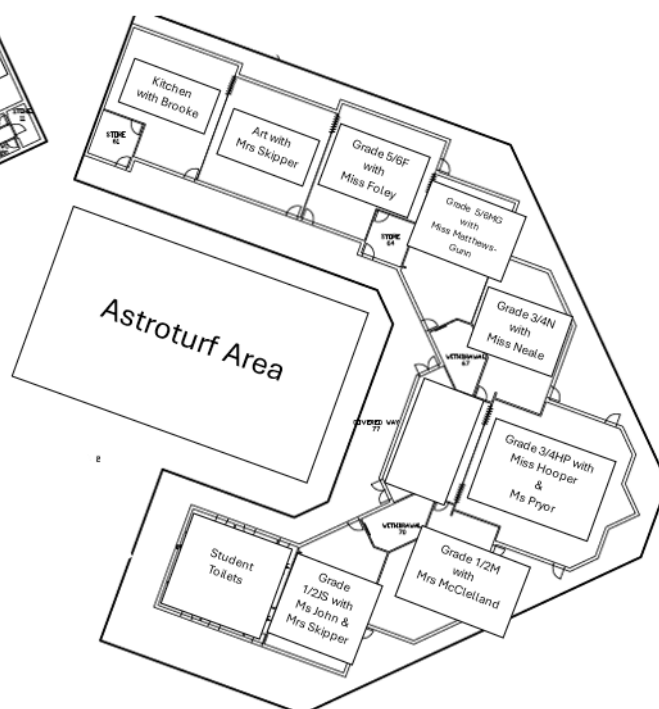 Kitchen
with Brooke
STORE
61
Art with
Mrs Skipper
Grade 5/6F
with
Miss Foley
STORE
64
Grade 5/6MG
with
Miss Matthews-
Gunn
Grade 3/4N
with
Miss Neale
WITHDRAWAL
67
Astroturf Area
COVERED WAY
77
Grade 3/4HP with
Miss Hooper
&
Ms Pryor
WITHDRAWAL
70
Grade 1/2M
with
Mrs McClelland
Student
Toilets
Grade
1/2JS with
Ms John &
Mrs Skipper